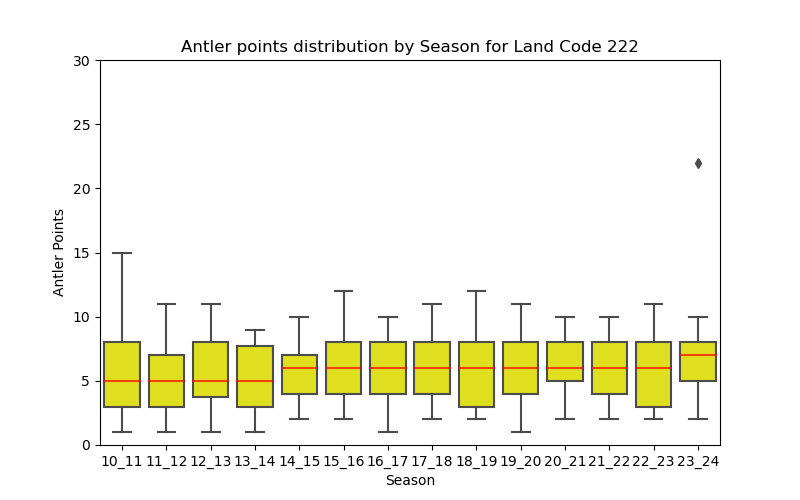 Antler points distribution by Season for Land Code 222
30
25
20
15
10
5
0
Antler Points
10_11 11_12 12_13 13_14 14_15 15_16 16_17 17_18 18_19 19_20 20_21 21_22 22_23 23_24
Season